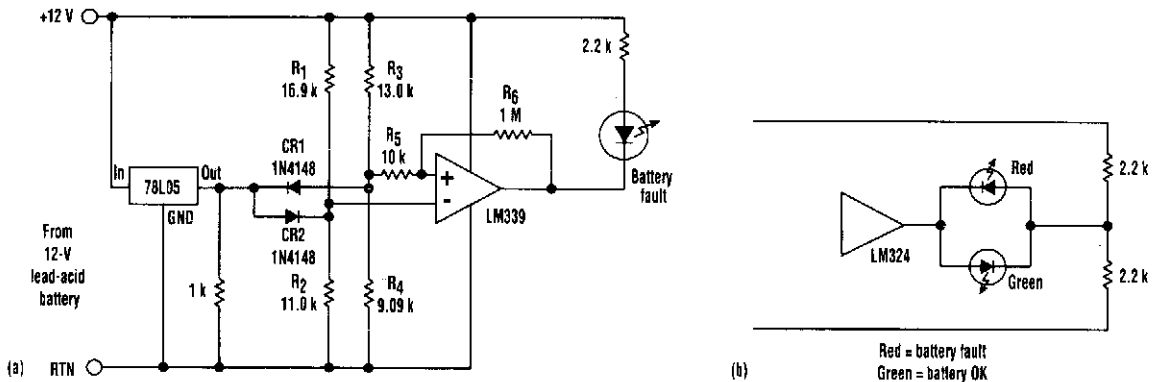 +12 V
2.2 k
R1
16.9 k
R3
13.0 k
R6
1 M
R5
10 k
CR1
1N4148
In
78L05
Out
GND
+
-
LM339
Battery
fault
CR2
1N4148
From
12-V
lead-acid
battery
1 k
R2
11.0 k
R4
9.09 k
(a)
RTN
Red
2.2 k
LM324
Green
2.2 k
Red = battery fault
Green = battery OK
(b)